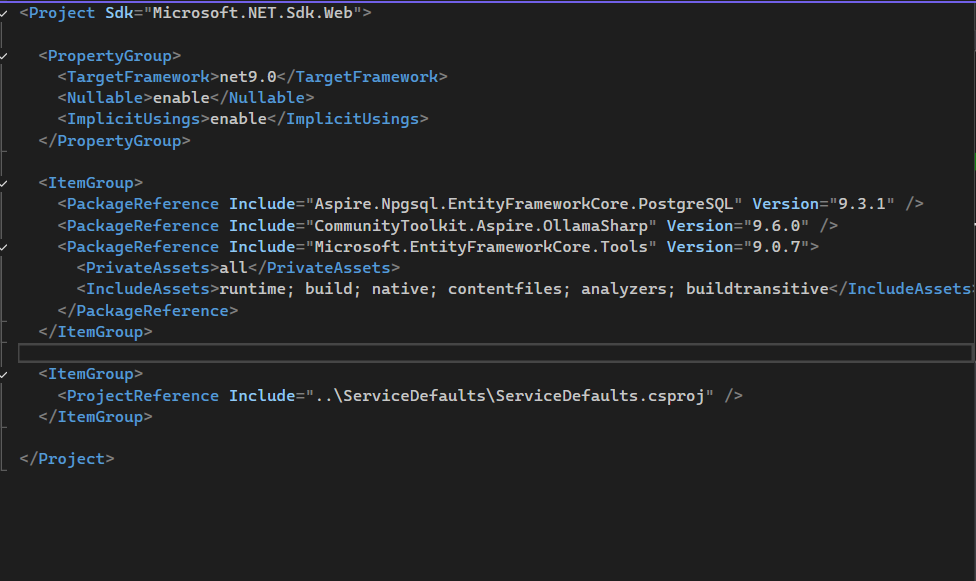 <Project Sdk="Microsoft.NET.Sdk.Web">
<PropertyGroup>
<TargetFramework>net9.0</TargetFramework>
<Nullable>enable</Nullable>
<ImplicitUsings>enable</ImplicitUsings>
</PropertyGroup>
<ItemGroup>
<PackageReference Include="Aspire.Npgsql.EntityFrameworkCore.PostgreSQL" Version="9.3.1" />
<PackageReference Include="CommunityToolkit.Aspire.OllamaSharp" Version="9.6.0" />
<PackageReference Include="Microsoft.EntityFrameworkCore.Tools" Version="9.0.7">
<PrivateAssets>all</PrivateAssets>
<IncludeAssets>runtime; build; native; contentfiles; analyzers; buildtransitive</IncludeAssets>
</PackageReference>
</ItemGroup>
<ItemGroup>
<ProjectReference Include="..\ServiceDefaults\ServiceDefaults.csproj" />
</ItemGroup>
</Project>